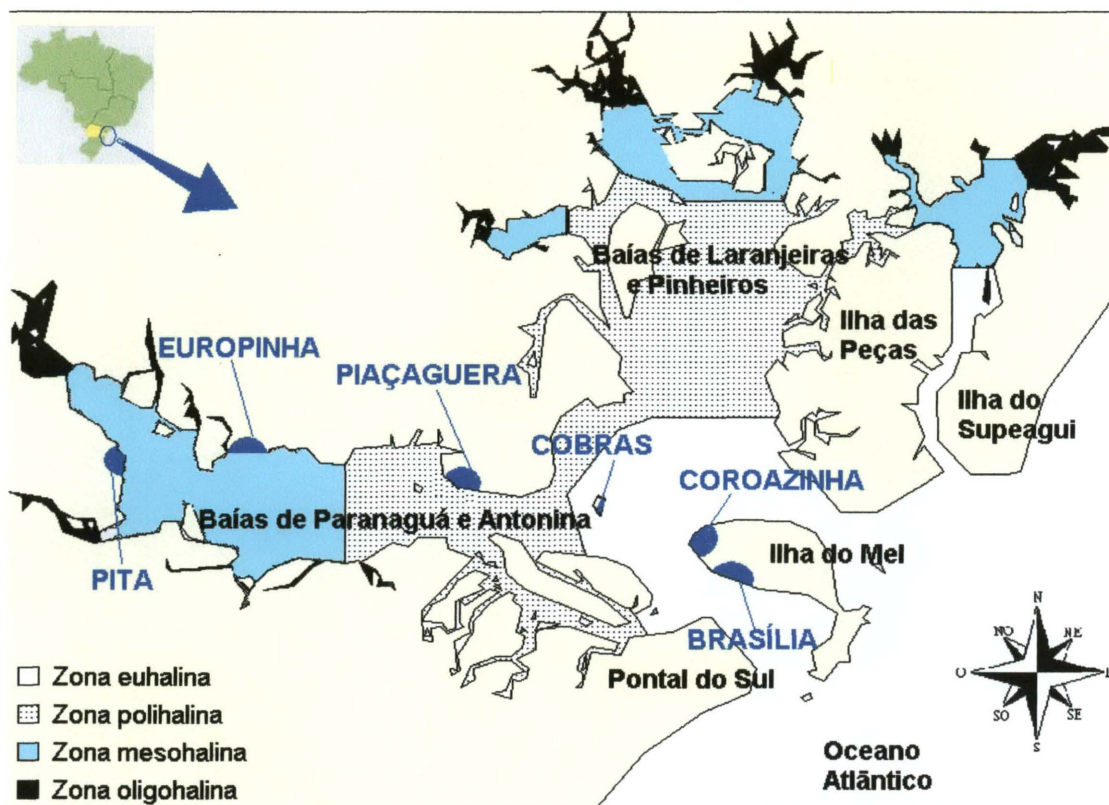 Baías de Laranjeiras
e Pinheiros
EUROPINHA
Ilha das
Peças
PIAÇAGUERA
Ilha do
Supeagui
COBRAS
COROAZINHA
Baías de Paranaguá e Antonina
Ilha do Mel
PITA
BRASÍLIA
Pontal do Sul
N
NO
NE
O
SO
SE
S
Zona euhalina
Zona polihalina
Zona mesohalina
Zona oligohalina
Oceano
Atlântico